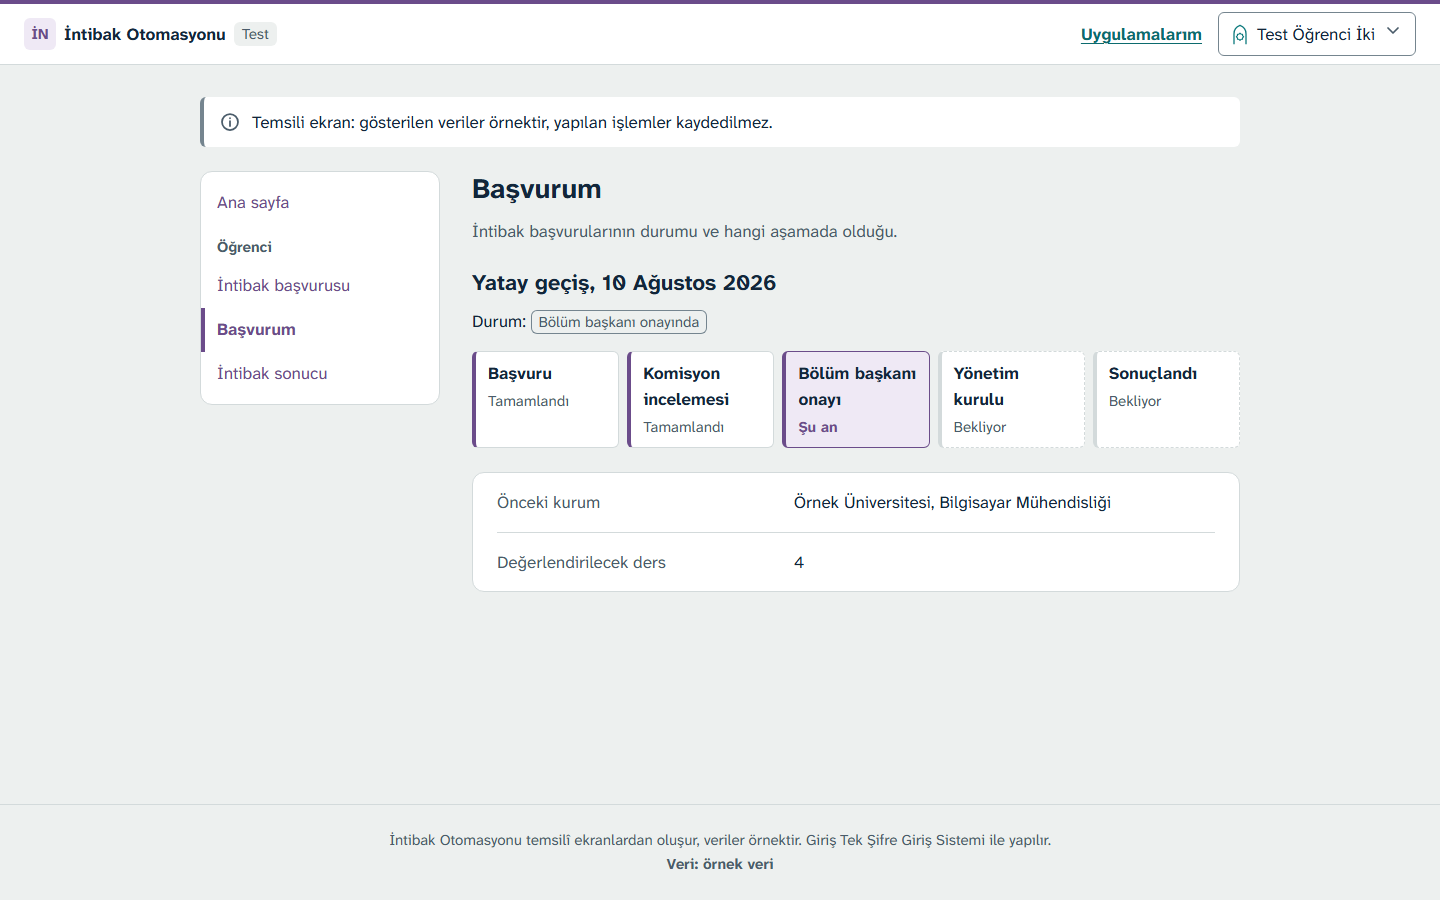 İN İntibak Otomasyonu Test
Uygulamalarım
Test Öğrenci İki
Temsili ekran: gösterilen veriler örnektir, yapılan işlemler kaydedilmez.
Ana sayfa
Öğrenci
İntibak başvurusu
Başvurum
İntibak sonucu
Başvurum
İntibak başvurularının durumu ve hangi aşamada olduğu.
Yatay geçiş, 10 Ağustos 2026
Durum: Bölüm başkanı onayında
Başvuru
Tamamlandı
Komisyon
incelemesi
Tamamlandı
Bölüm başkanı
onayı
Şu an
Yönetim
kurulu
Bekliyor
Sonuçlandı
Bekliyor
Önceki kurum
Örnek Üniversitesi, Bilgisayar Mühendisliği
Değerlendirilecek ders
4
İntibak Otomasyonu temsilî ekranlardan oluşur, veriler örnektir. Giriş Tek Şifre Giriş Sistemi ile yapılır.
Veri: örnek veri